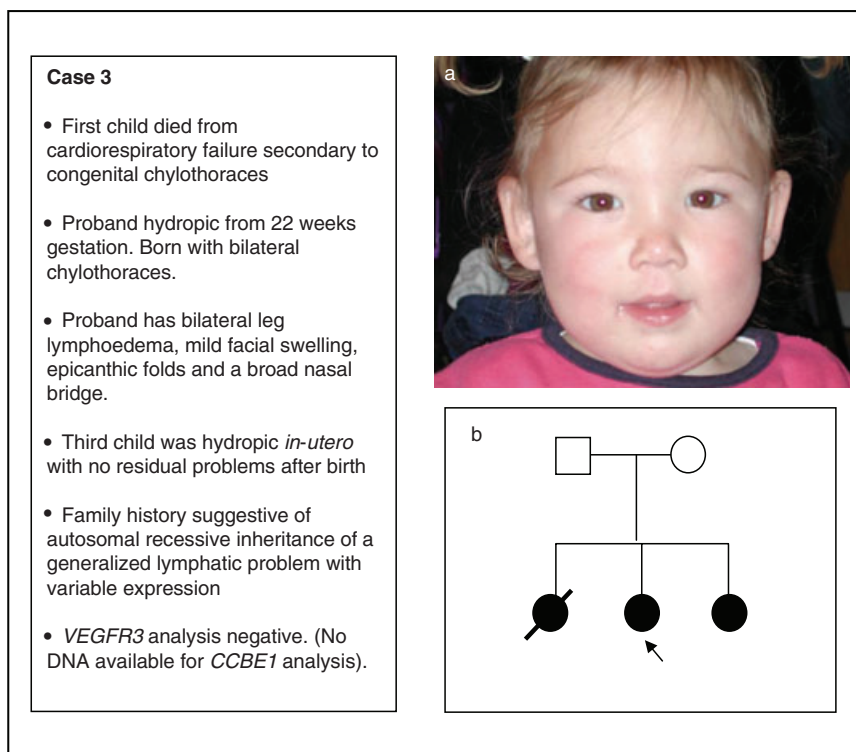 Case 3
• First child died from
cardiorespiratory failure secondary to
congenital chylothoraces
• Proband hydropic from 22 weeks
gestation. Born with bilateral
chylothoraces.
• Proband has bilateral leg
lymphoedema, mild facial swelling,
epicanthic folds and a broad nasal
bridge.
• Third child was hydropic in-utero
with no residual problems after birth
• Family history suggestive of
autosomal recessive inheritance of a
generalized lymphatic problem with
variable expression
• VEGFR3 analysis negative. (No
DNA available for CCBE1 analysis).
a
b